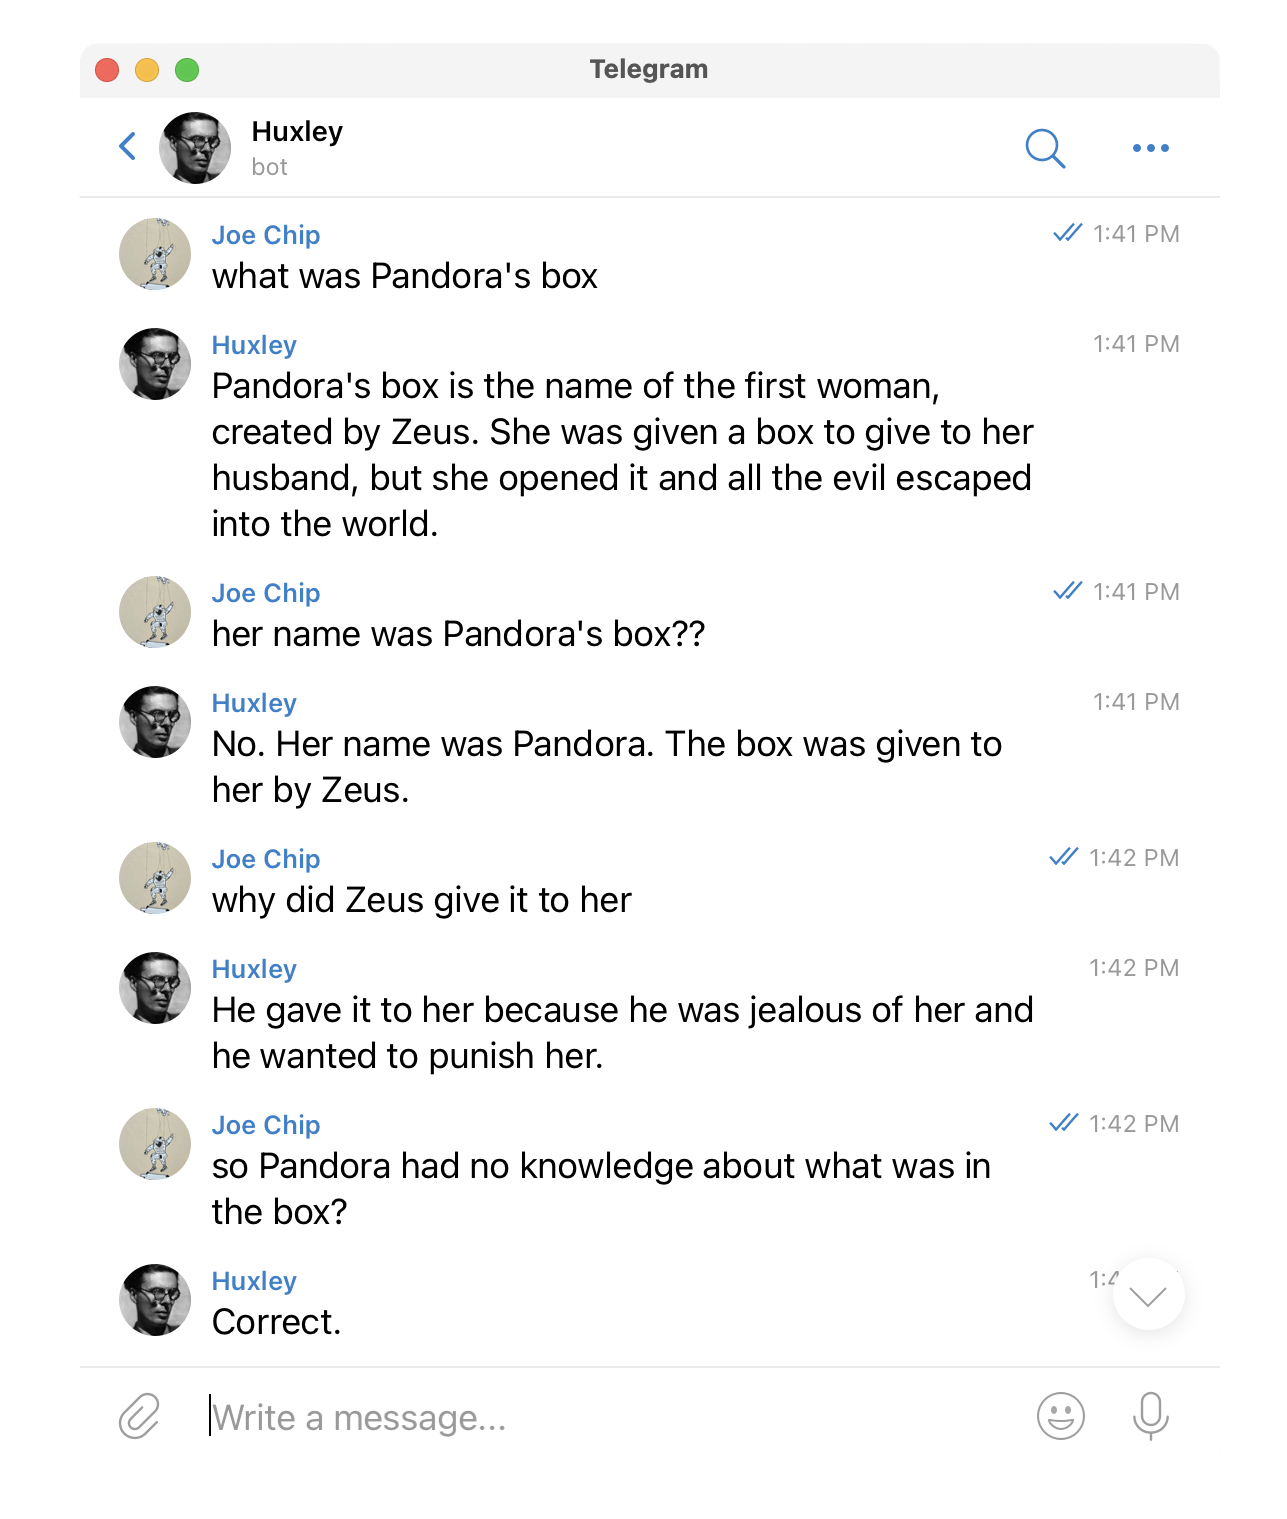 Telegram
Huxley
bot
Joe Chip
1:41 PM
what was Pandora's box
Huxley
1:41 PM
Pandora's box is the name of the first woman,
created by Zeus. She was given a box to give to her
husband, but she opened it and all the evil escaped
into the world.
Joe Chip
1:41 PM
her name was Pandora's box??
Huxley
1:41 PM
No. Her name was Pandora. The box was given to
her by Zeus.
Joe Chip
1:42 PM
why did Zeus give it to her
Huxley
1:42 PM
He gave it to her because he was jealous of her and
he wanted to punish her.
Joe Chip
1:42 PM
so Pandora had no knowledge about what was in
the box?
Huxley
Correct.
Write a message...